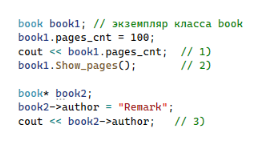 book book1; // экземпляр класса book
book1.pages_cnt = 100;
cout << book1.pages_cnt; // 1)
book1.Show_pages(); // 2)
book* book2;
book2->author = "Remark";
cout << book2->author; // 3)